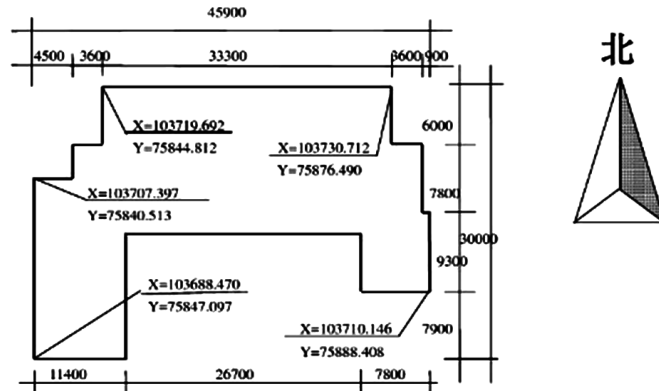 45900
4500
3600
33300
3600
900
北
X=103719.692
Y=75844.812
X=103730.712
Y=75876.490
6000
X=103707.397
Y=75840.513
7800
30000
9300
X=103688.470
Y=75847.097
X=103710.146
Y=75888.408
7900
11400
26700
7800